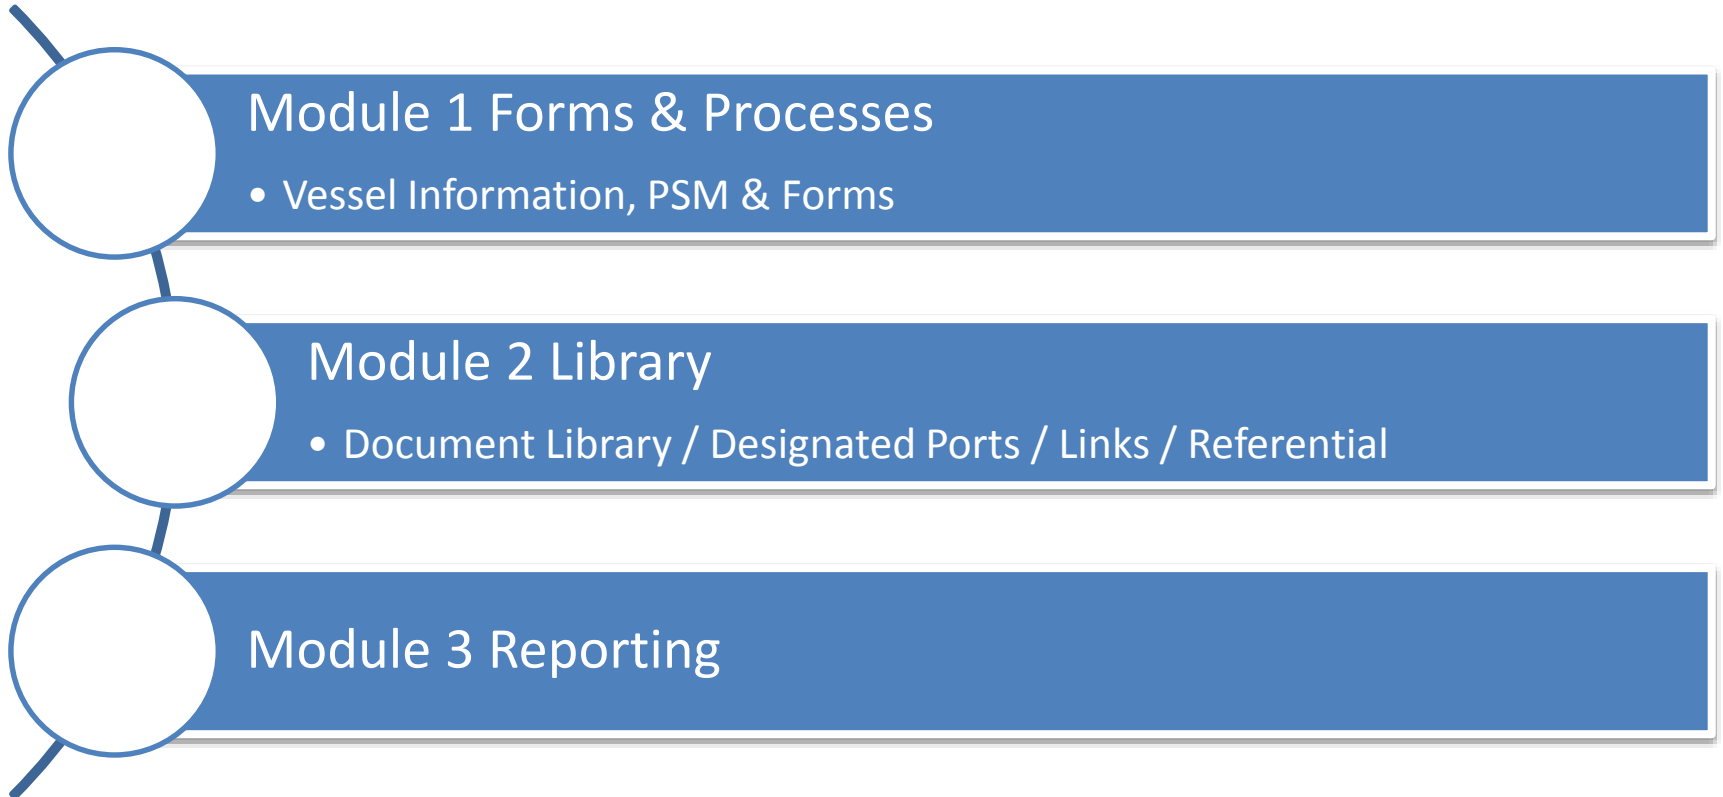 Module 1 Forms & Processes
• Vessel Information, PSM & Forms
Module 2 Library
• Document Library / Designated Ports / Links / Referential
Module 3 Reporting